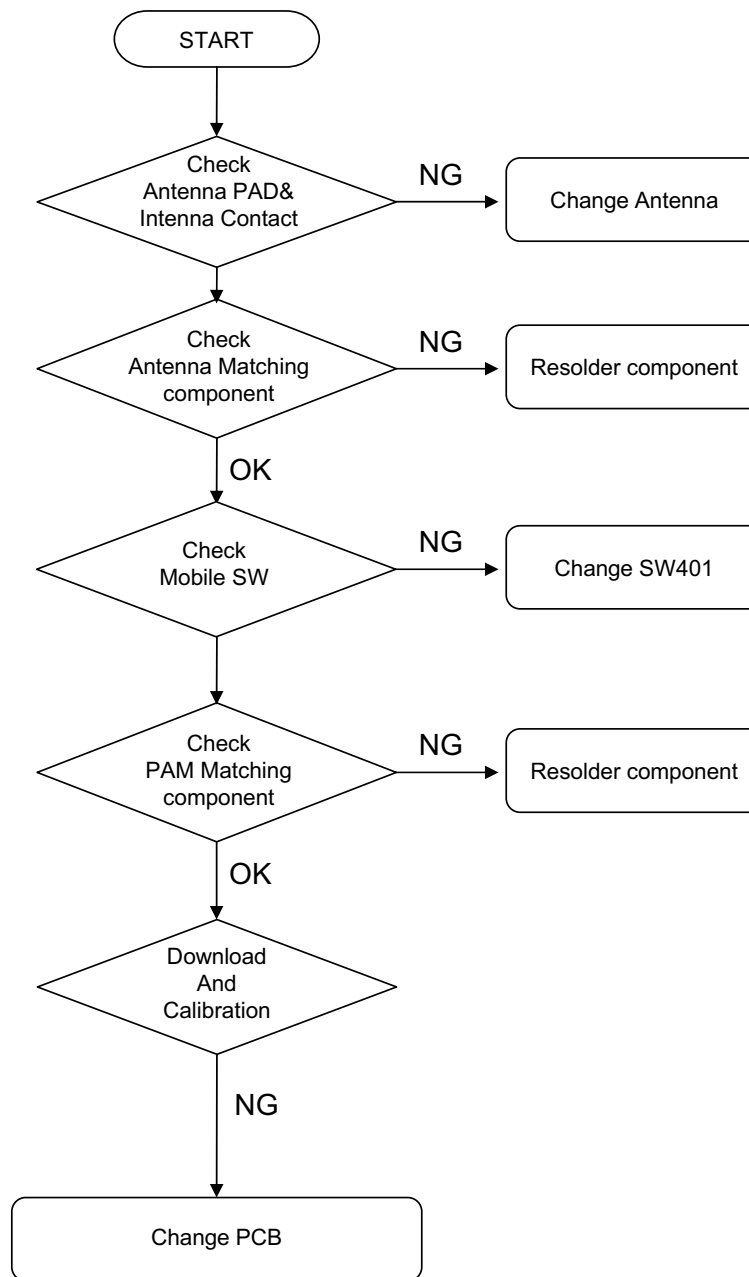 START
Check
Antenna PAD&
Intenna Contact
NG
Change Antenna
Check
Antenna Matching
component
NG
Resolder component
OK
Check
Mobile SW
NG
Change SW401
Check
PAM Matching
component
NG
Resolder component
OK
Download
And
Calibration
NG
Change PCB